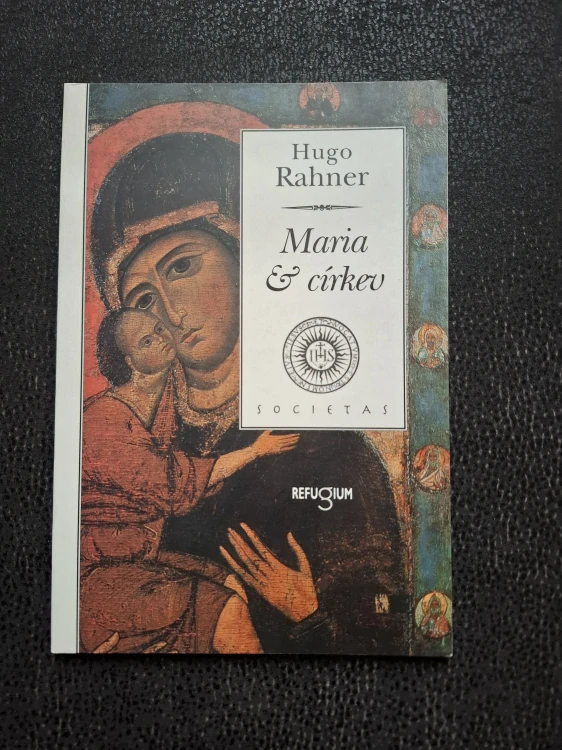 Hugo
Rahner
Maria
& církev
IHS
SOCIETAS
REFUGIUM